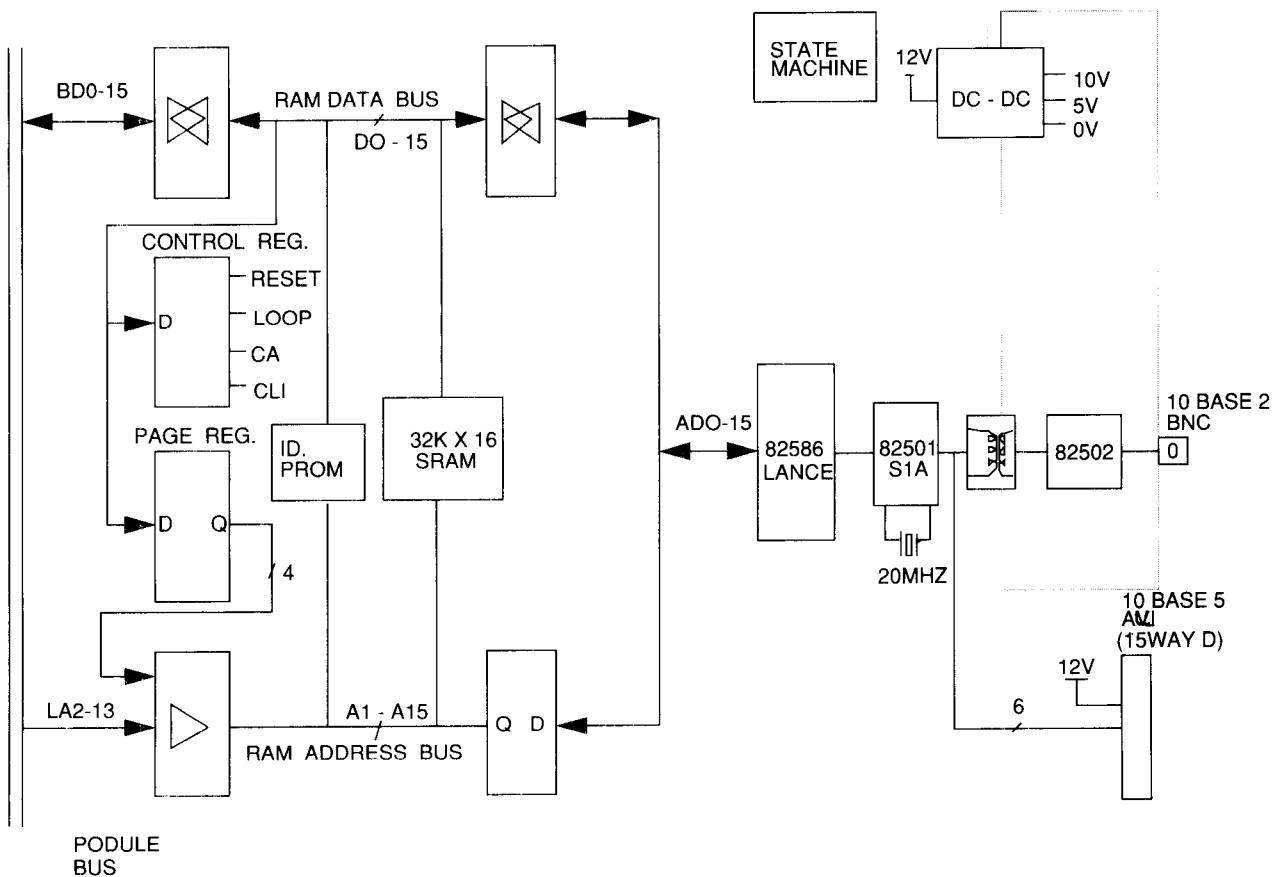 STATE
MACHINE
12V
DC - DC
10V
5V
0V
BD0-15
RAM DATA BUS
DO - 15
CONTROL REG.
D
RESET
LOOP
CA
CLI
PAGE REG.
D Q
4
ID.
PROM
32K X 16
SRAM
ADO-15
82586
LANCE
82501
S1A
20MHZ
82502
10 BASE 2
BNC
0
10 BASE 5
(15WAY D)
12V
6
LA2-13
A1 - A15
RAM ADDRESS BUS
Q D
PODULE
BUS